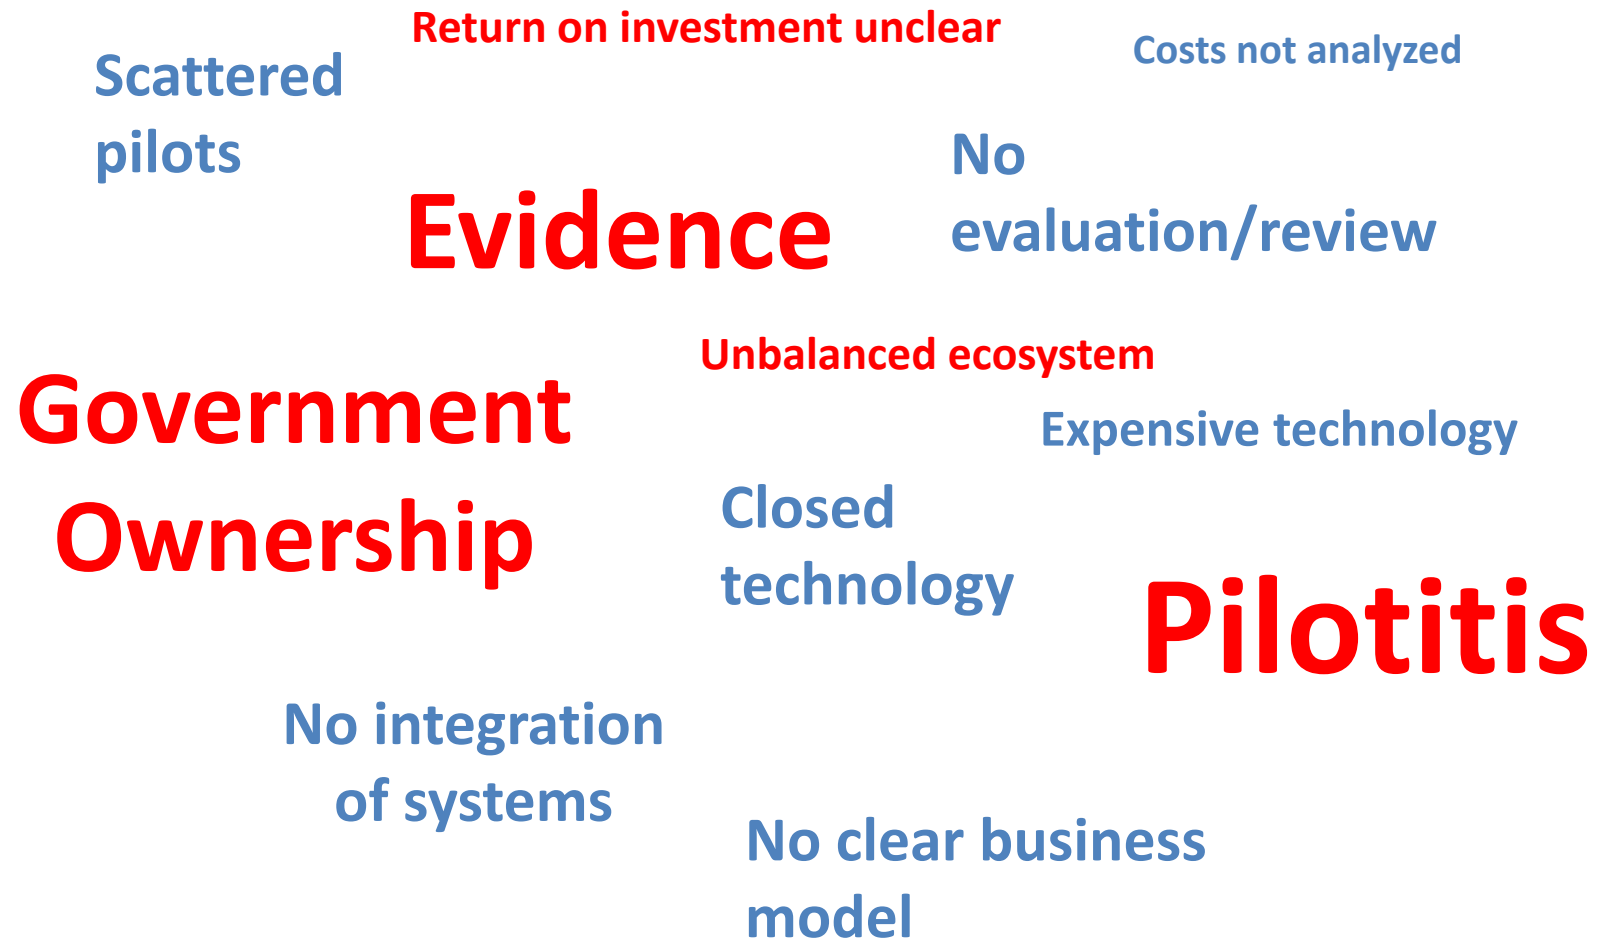 Return on investment unclear
Costs not analyzed
Scattered
pilots
No
evaluation/review
Evidence
Unbalanced ecosystem
Government
Ownership
Expensive technology
Closed
technology
Pilotitis
No integration
of systems
No clear business
model